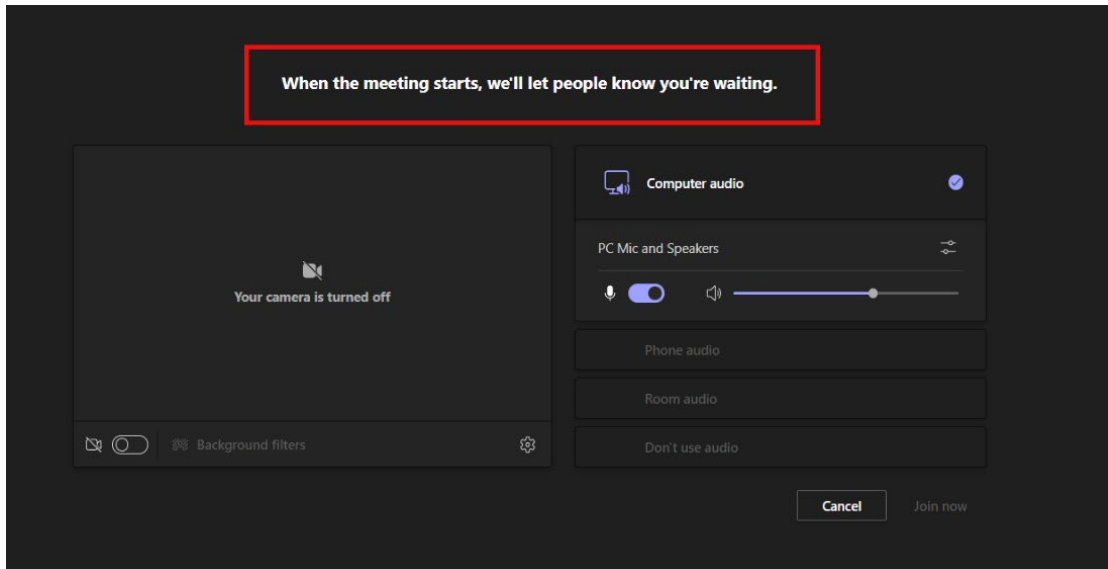 When the meeting starts, we'll let people know you're waiting.
Your camera is turned off
Background filters
Computer audio
PC Mic and Speakers
Phone audio
Room audio
Don't use audio
Cancel
Join now